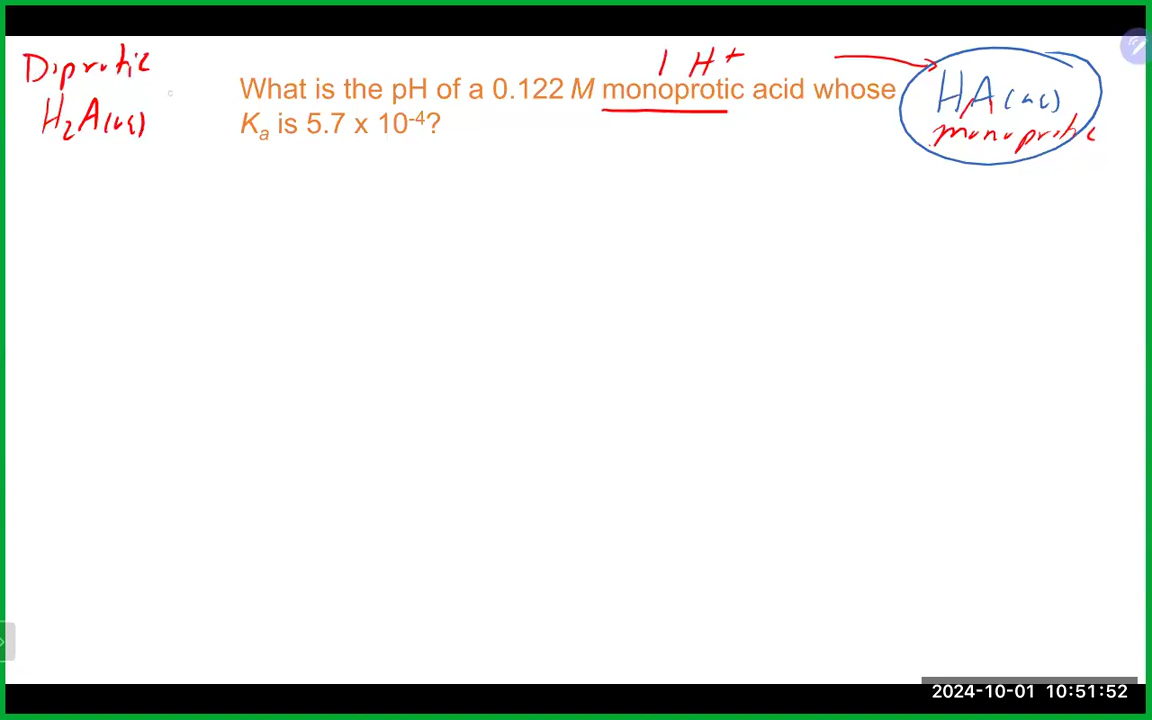 Diprotic
H₂A(aq)
1 H+
What is the pH of a 0.122 M monoprotic acid whose
Kₐ is 5.7 x 10⁻⁴?
HA(aq)
monoprotic
2024-10-01 10:51:52